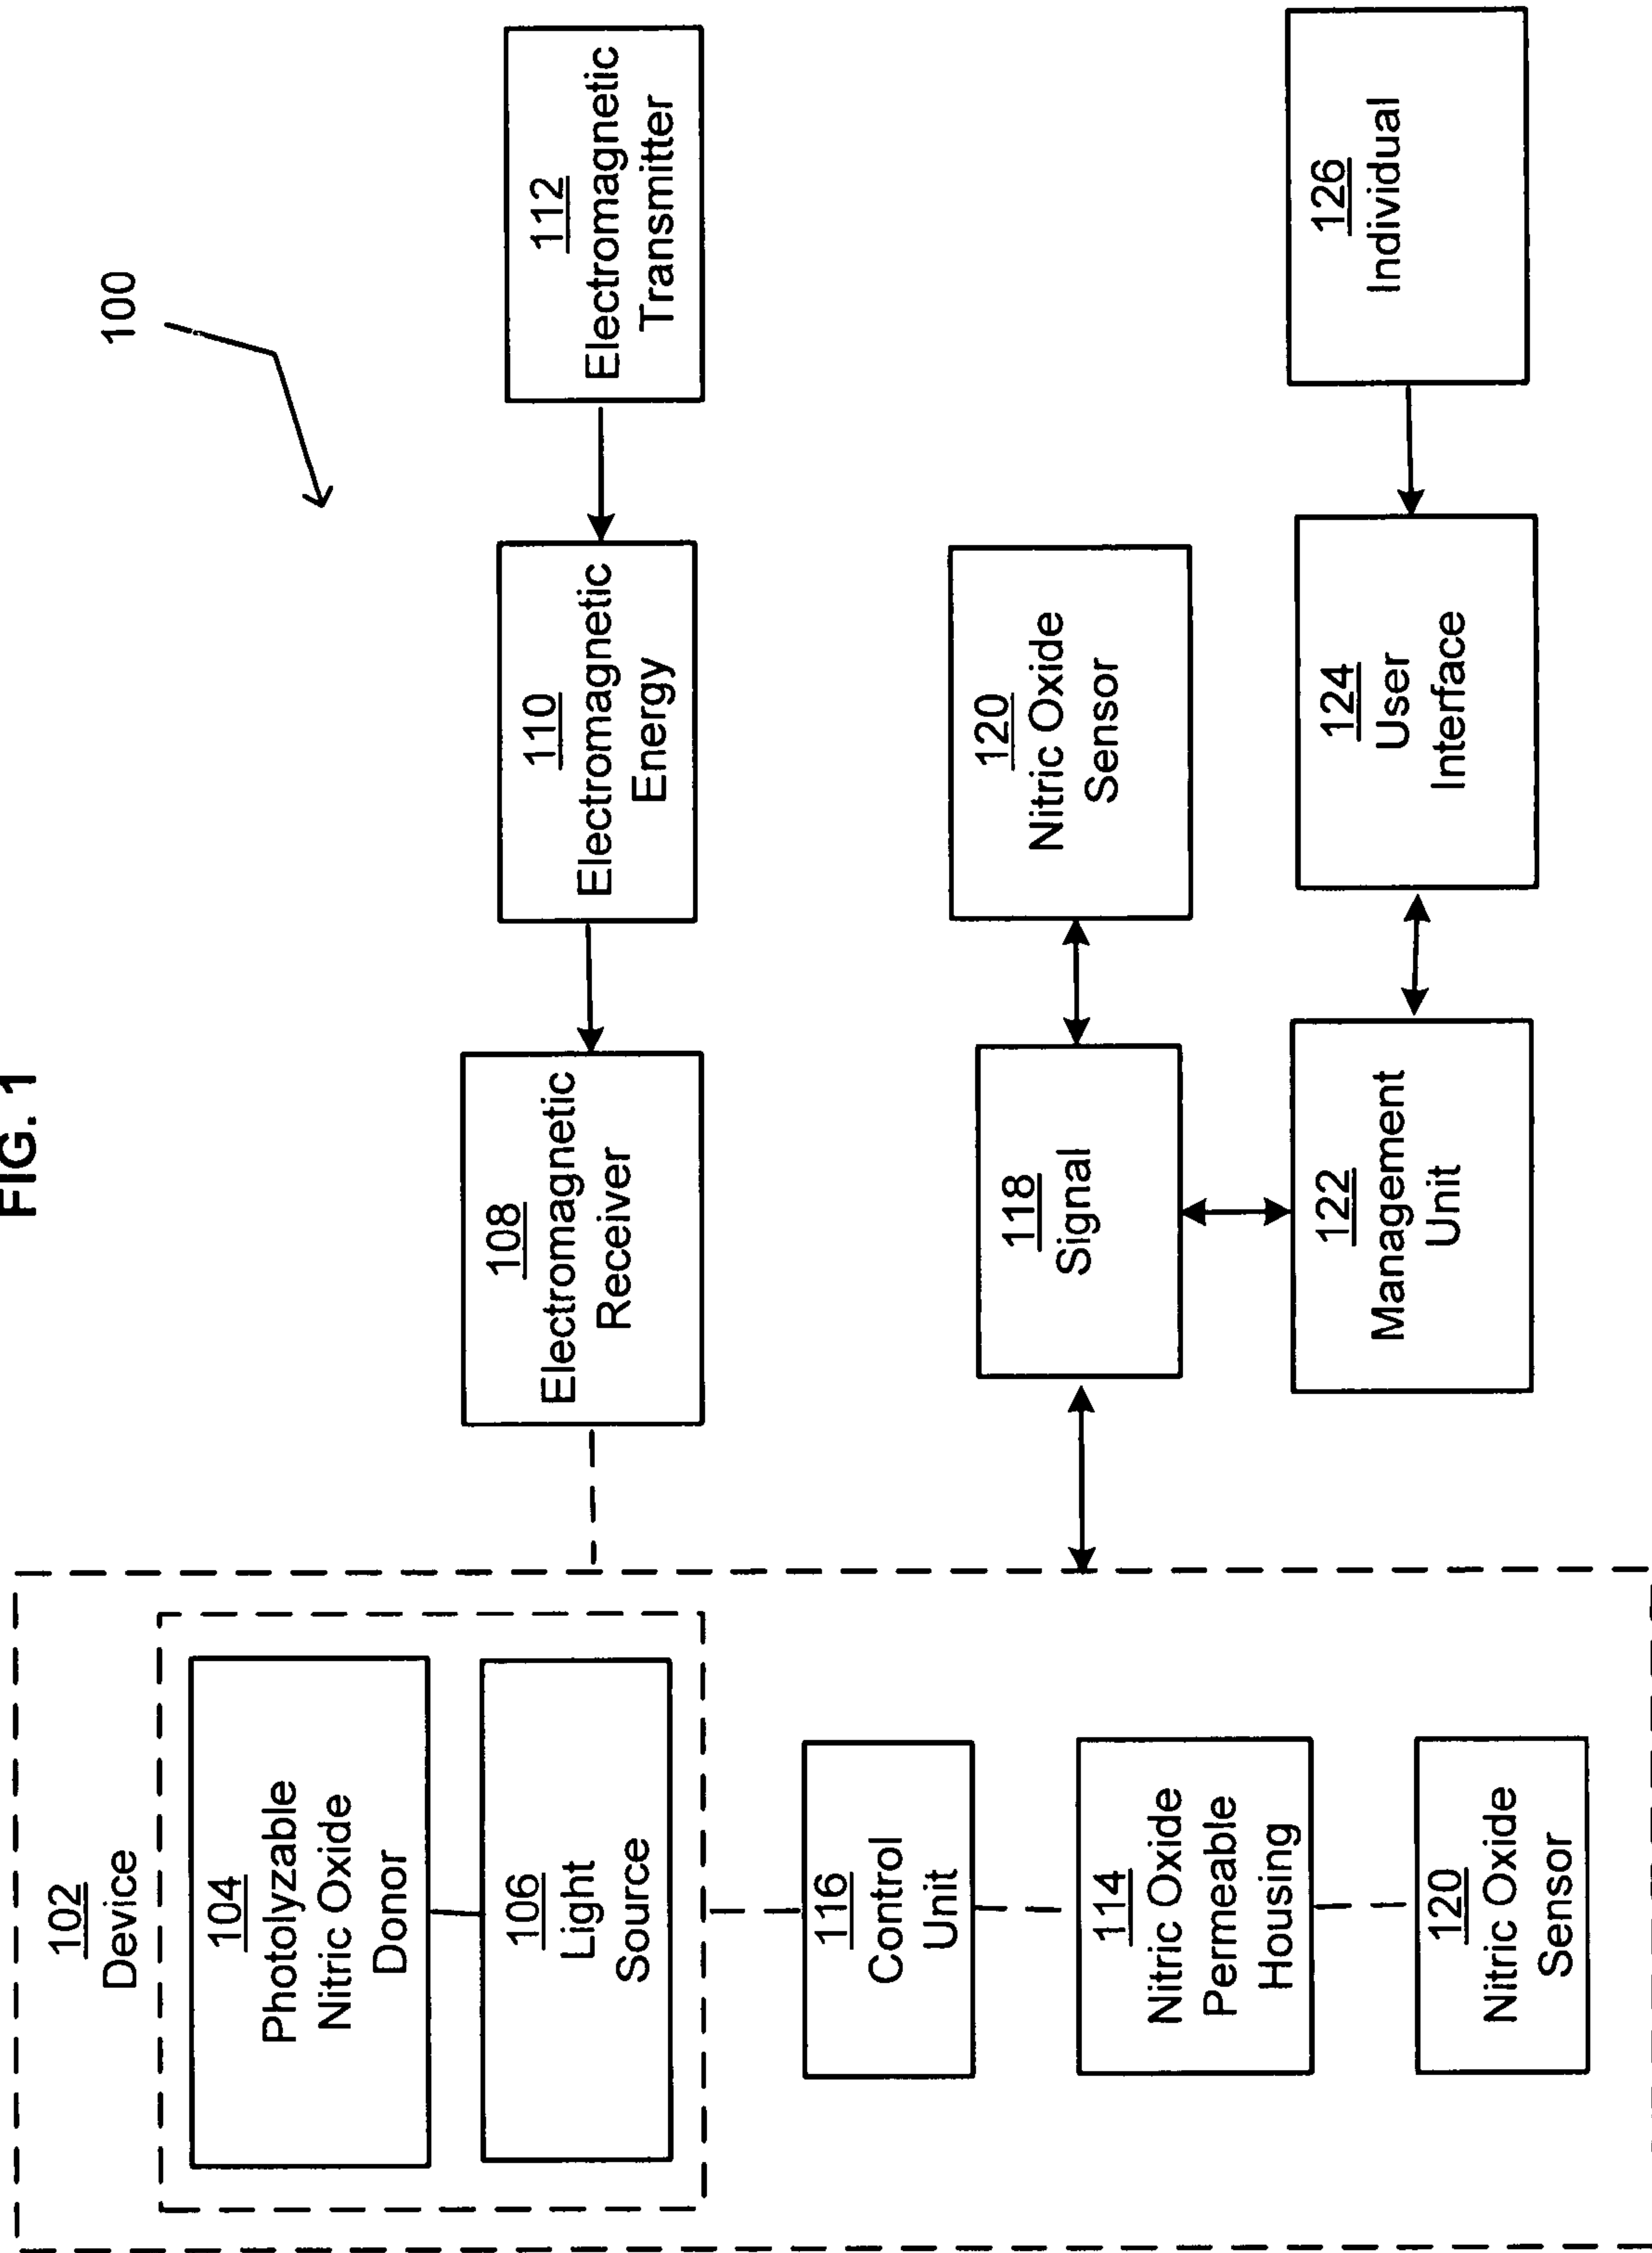 FIG. 1
100
102
Device
104
Photolyzable
Nitric Oxide
Donor
106
Light
Source
108
Electromagnetic
Receiver
110
Electromagnetic
Energy
112
Electromagnetic
Transmitter
116
Control
Unit
114
Nitric Oxide
Permeable
Housing
120
Nitric Oxide
Sensor
118
Signal
120
Nitric Oxide
Sensor
122
Management
Unit
124
User
Interface
126
Individual